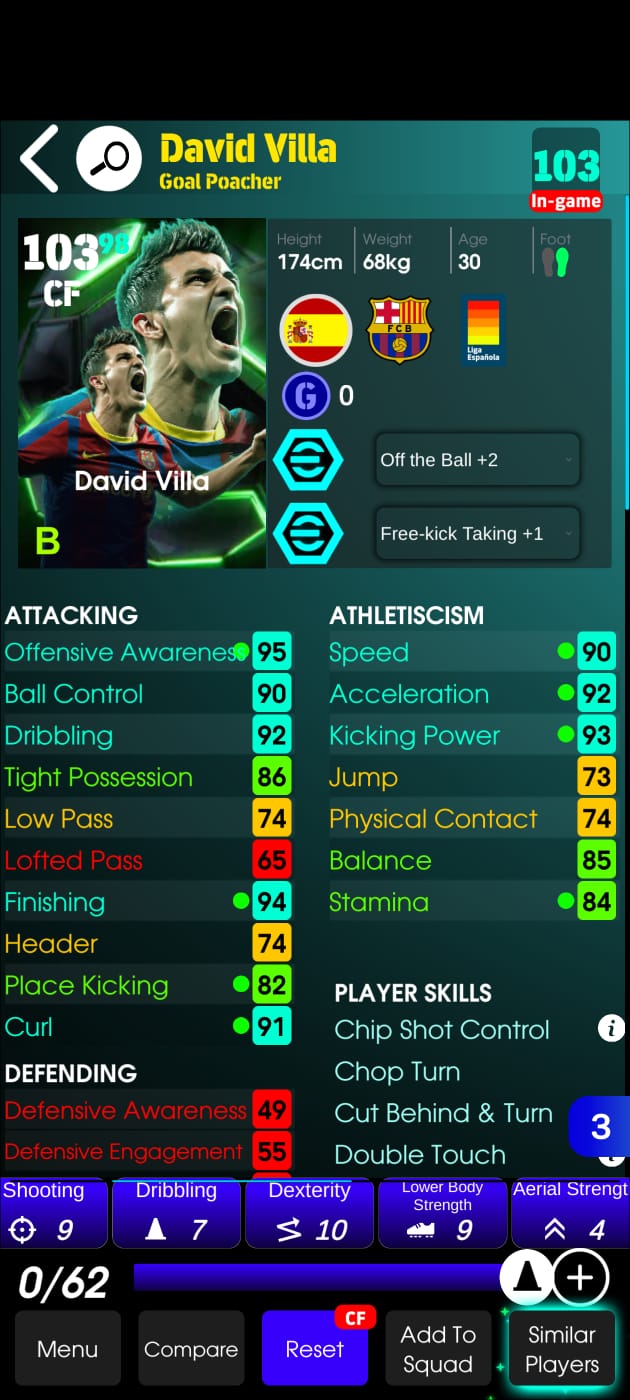 David Villa
Goal Poacher
103
In-game
103 98
CF
David Villa
B
Height
174cm
Weight
68kg
Age
30
Foot
FCB
Liga
Española
G 0
Off the Ball +2
Free-kick Taking +1
ATTACKING
Offensive Awareness 95
Ball Control 90
Dribbling 92
Tight Possession 86
Low Pass 74
Lofted Pass 65
Finishing 94
Header 74
Place Kicking 82
Curl 91
DEFENDING
Defensive Awareness 49
Defensive Engagement 55
ATHLETISCISM
Speed 90
Acceleration 92
Kicking Power 93
Jump 73
Physical Contact 74
Balance 85
Stamina 84
PLAYER SKILLS
Chip Shot Control i
Chop Turn
Cut Behind & Turn
Double Touch
3
Shooting
9
Dribbling
7
Dexterity
10
Lower Body
Strength
9
Aerial Strengt
4
0/62
Menu
Compare
CF
Reset
Add To
Squad
Similar
Players